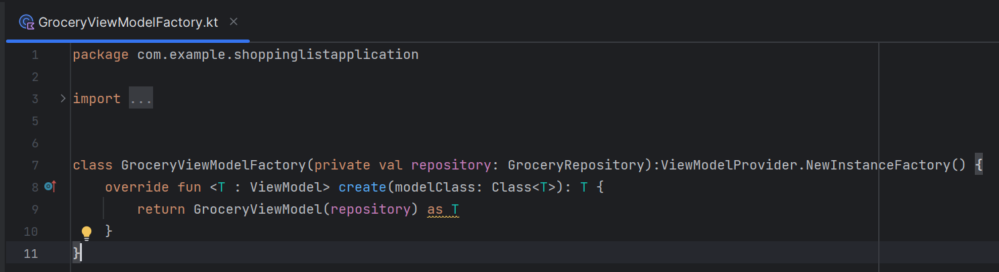 GroceryViewModelFactory.kt
1 package com.example.shoppinglistapplication
2
3 import ...
5
6
7 class GroceryViewModelFactory(private val repository: GroceryRepository):ViewModelProvider.NewInstanceFactory() {
8 override fun <T : ViewModel> create(modelClass: Class<T>): T {
9 return GroceryViewModel(repository) as T
10 }
11 }